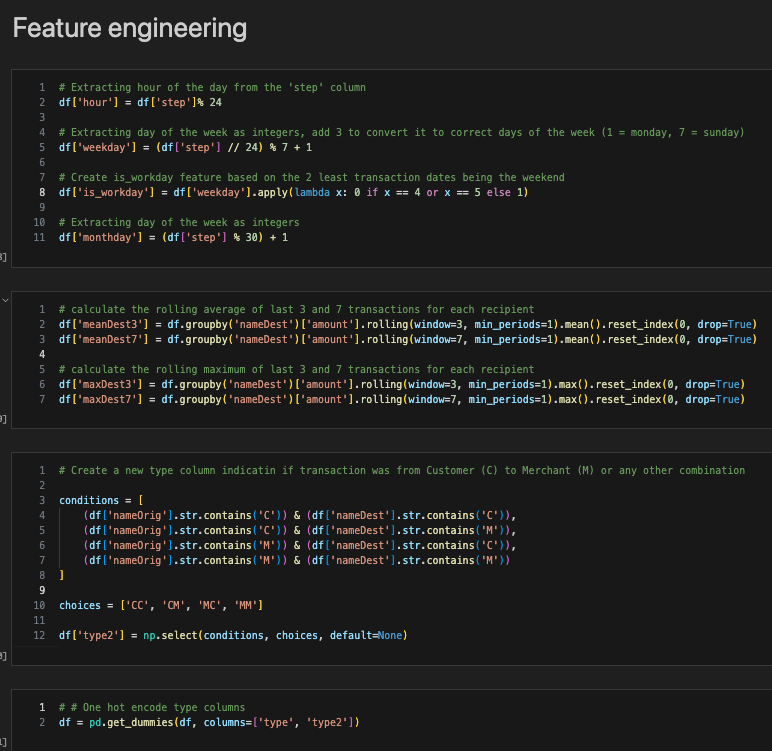 Feature engineering
1 # Extracting hour of the day from the 'step' column
2 df['hour'] = df['step']% 24
3
4 # Extracting day of the week as integers, add 3 to convert it to correct days of the week (1 = monday, 7 = sunday)
5 df['weekday'] = (df['step'] // 24) % 7 + 1
6
7 # Create is_workday feature based on the 2 least transaction dates being the weekend
8 df['is_workday'] = df['weekday'].apply(lambda x: 0 if x == 4 or x == 5 else 1)
9
10 # Extracting day of the week as integers
11 df['monthday'] = (df['step'] % 30) + 1
1 # calculate the rolling average of last 3 and 7 transactions for each recipient
2 df['meanDest3'] = df.groupby('nameDest')['amount'].rolling(window=3, min_periods=1).mean().reset_index(0, drop=True)
3 df['meanDest7'] = df.groupby('nameDest')['amount'].rolling(window=7, min_periods=1).mean().reset_index(0, drop=True)
4
5 # calculate the rolling maximum of last 3 and 7 transactions for each recipient
6 df['maxDest3'] = df.groupby('nameDest')['amount'].rolling(window=3, min_periods=1).max().reset_index(0, drop=True)
7 df['maxDest7'] = df.groupby('nameDest')['amount'].rolling(window=7, min_periods=1).max().reset_index(0, drop=True)
1 # Create a new type column indicatin if transaction was from Customer (C) to Merchant (M) or any other combination
2
3 conditions = [
4 (df['nameOrig'].str.contains('C')) & (df['nameDest'].str.contains('C')),
5 (df['nameOrig'].str.contains('C')) & (df['nameDest'].str.contains('M')),
6 (df['nameOrig'].str.contains('M')) & (df['nameDest'].str.contains('C')),
7 (df['nameOrig'].str.contains('M')) & (df['nameDest'].str.contains('M'))
8 ]
9
10 choices = ['CC', 'CM', 'MC', 'MM']
11
12 df['type2'] = np.select(conditions, choices, default=None)
1 # # One hot encode type columns
2 df = pd.get_dummies(df, columns=['type', 'type2'])